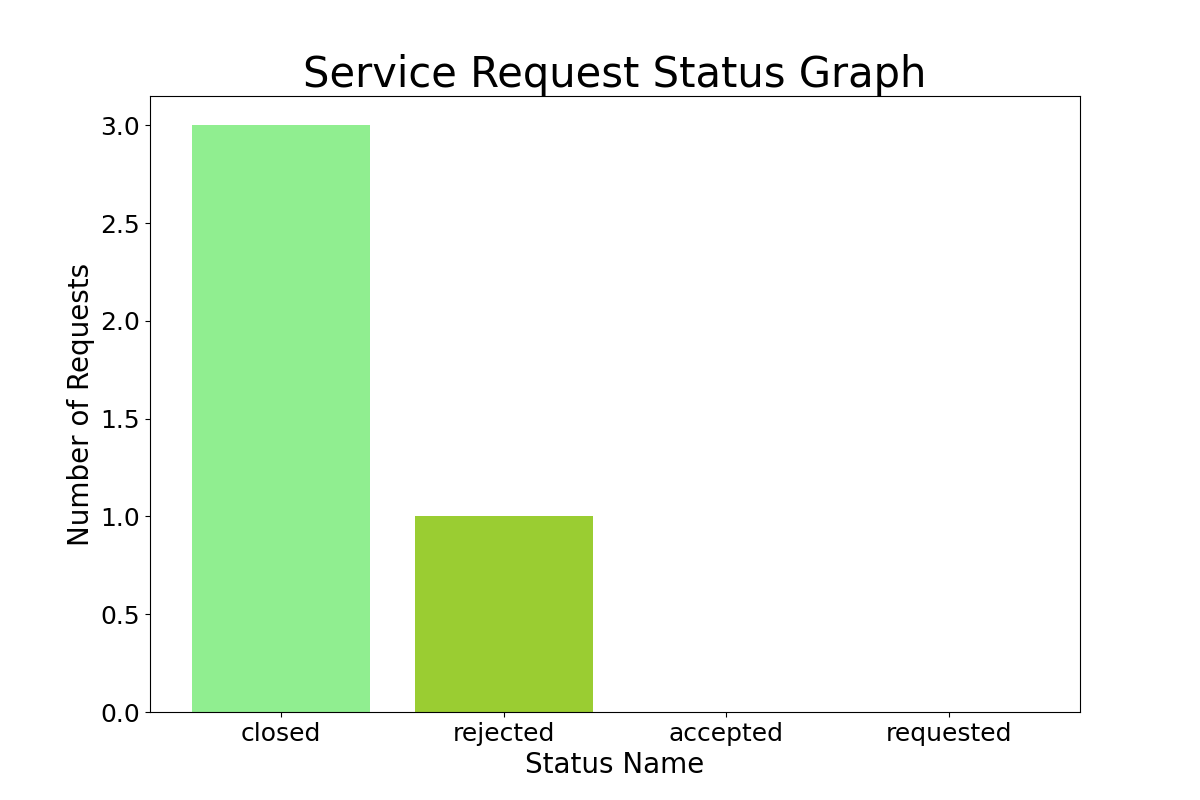 Service Request Status Graph
Number of Requests
3.0
2.5
2.0
1.5
1.0
0.5
0.0
closed rejected accepted requested
Status Name